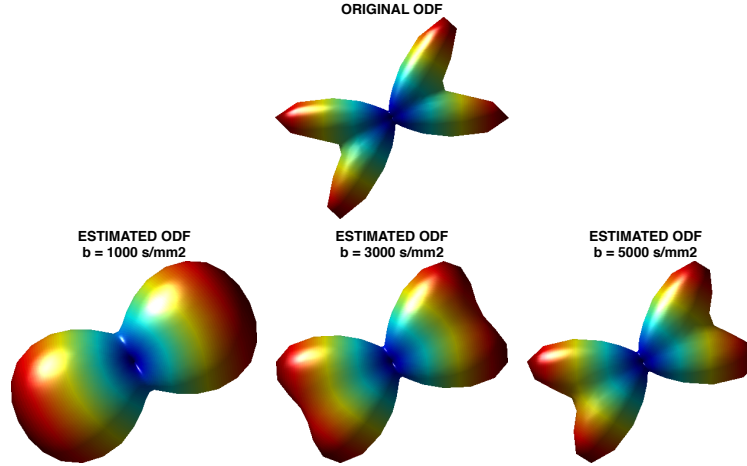 ORIGINAL ODF
ESTIMATED ODF
b = 1000 s/mm2
ESTIMATED ODF
b = 3000 s/mm2
ESTIMATED ODF
b = 5000 s/mm2